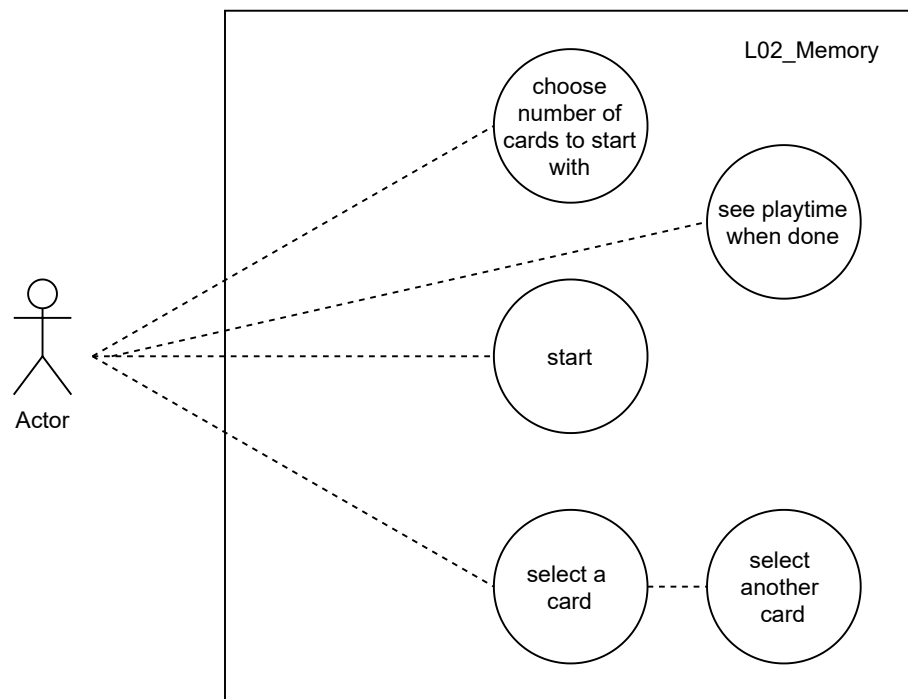 L02_Memory
choose
number of
cards to start
with
see playtime
when done
start
Actor
select a
card
select
another
card